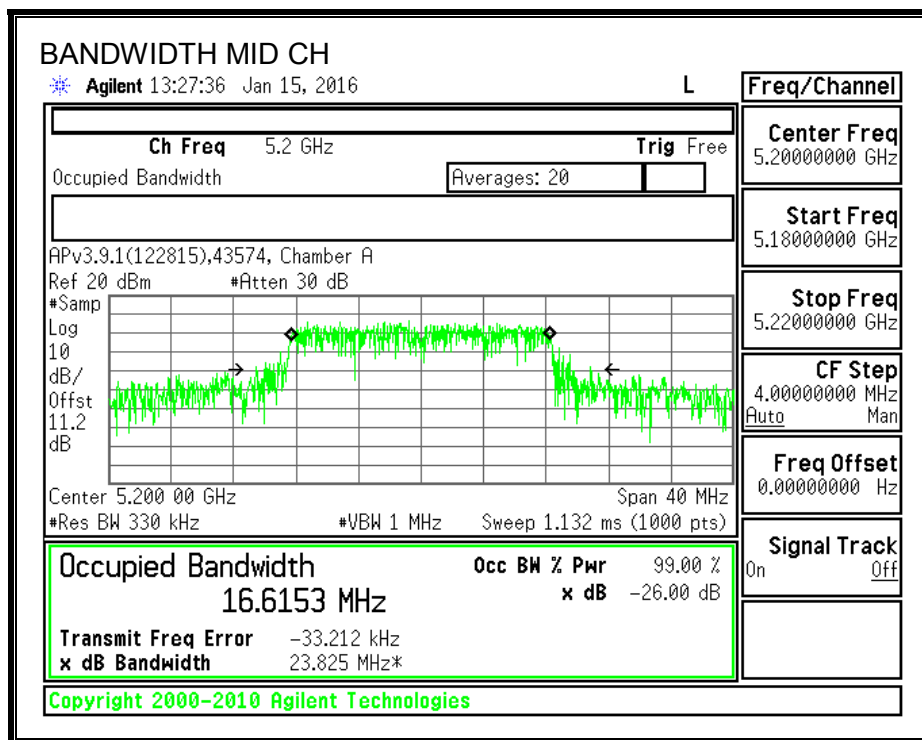 BANDWIDTH MID CH
Agilent 13:27:36 Jan 15, 2016 L
Freq/Channel
Ch Freq 5.2 GHz Trig Free
Occupied Bandwidth Averages: 20
Center Freq
5.20000000 GHz
Start Freq
5.18000000 GHz
Stop Freq
5.22000000 GHz
CF Step
4.00000000 MHz
Auto Man
Freq Offset
0.00000000 Hz
Signal Track
On Off
APv3.9.1(122815),43574, Chamber A
Ref 20 dBm #Atten 30 dB
#Samp
Log
10
dB/
Offst
11.2
dB
Center 5.200 00 GHz Span 40 MHz
#Res BW 330 kHz #VBW 1 MHz Sweep 1.132 ms (1000 pts)
Occupied Bandwidth Occ BW % Pwr 99.00 %
16.6153 MHz x dB -26.00 dB
Transmit Freq Error -33.212 kHz
x dB Bandwidth 23.825 MHz*
Copyright 2000-2010 Agilent Technologies